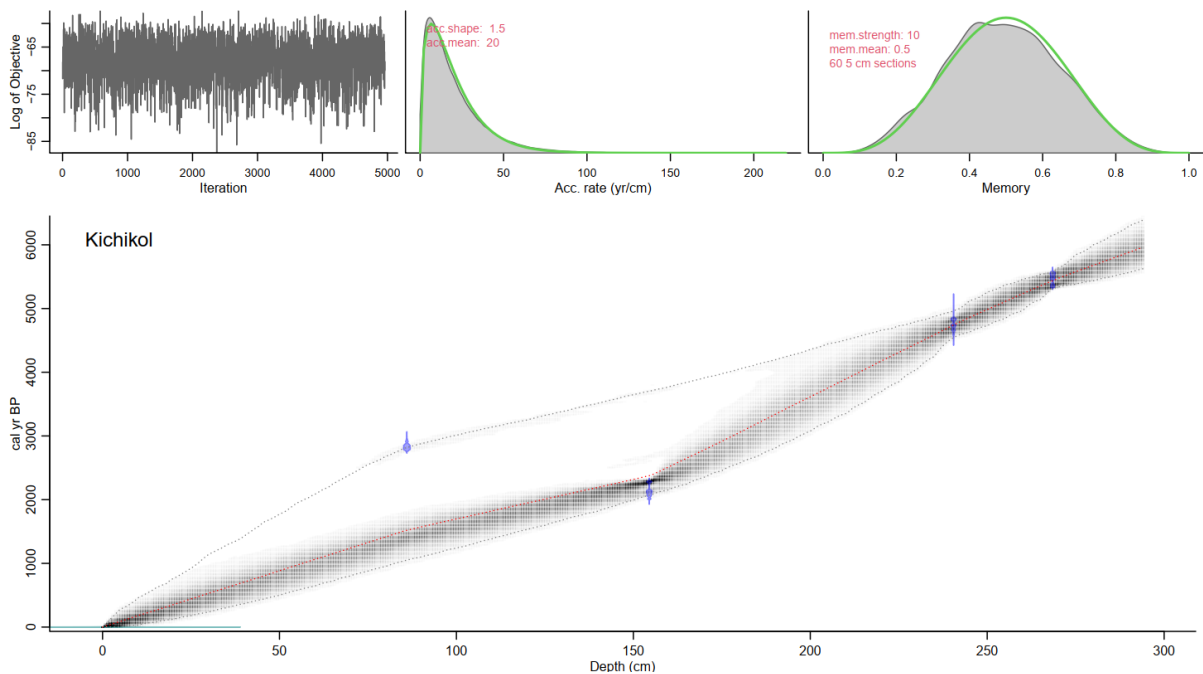 Log of Objective
-65
-75
-85
0 1000 2000 3000 4000 5000
Iteration
acc.shape: 1.5
acc.mean: 20
0 50 100 150 200
Acc. rate (yr/cm)
mem.strength: 10
mem.mean: 0.5
60 5 cm sections
0.0 0.2 0.4 0.6 0.8 1.0
Memory
Kichikol
cal yr BP
6000
5000
4000
3000
2000
1000
0
0 50 100 150 200 250 300
Depth (cm)